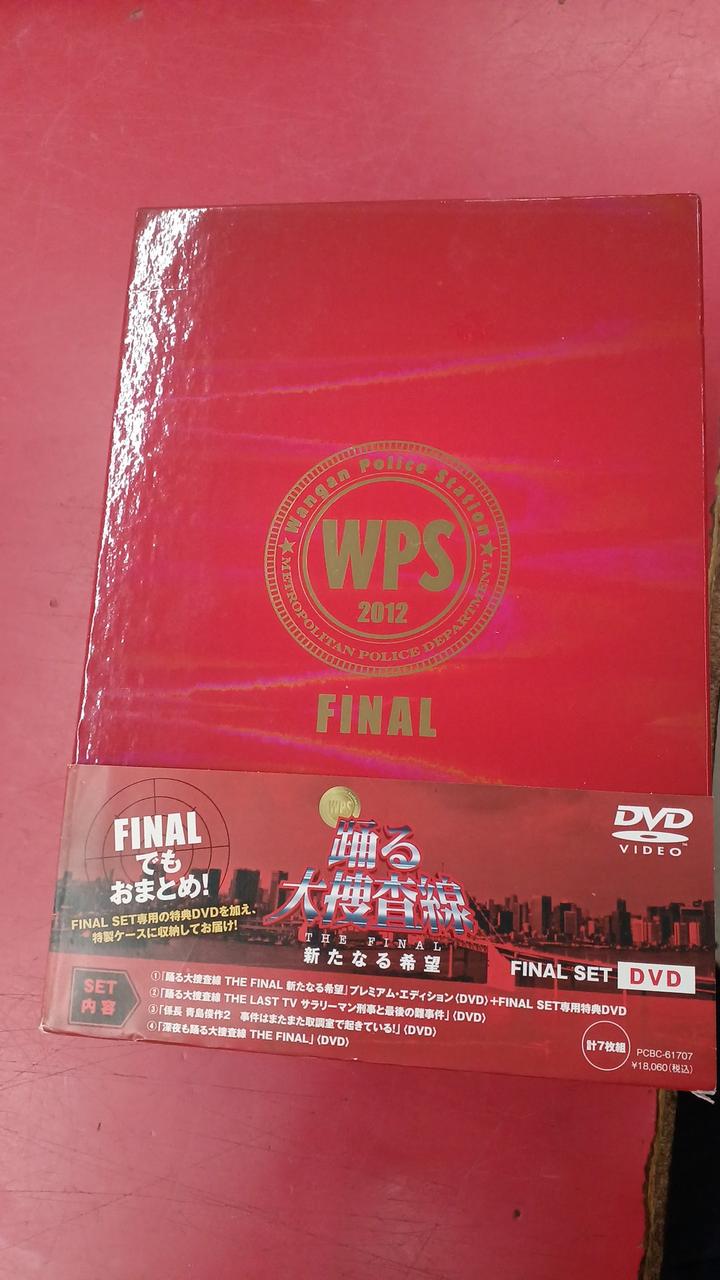 Wangan Police Station
WPS
2012
METROPOLITAN POLICE DEPARTMENT
FINAL
FINAL
でも
おまとめ!
FINAL SET専用の特典DVDを加え、
特製ケースに収納してお届け!
WPS
踊る
大捜査線
THE FINAL
新たなる希望
DVD
VIDEO
FINAL SET DVD
SET
内容
①「踊る大捜査線 THE FINAL 新たなる希望」プレミアム・エディション〈DVD〉+FINAL SET専用特典DVD
②「踊る大捜査線 THE LAST TV サラリーマン刑事と最後の難事件」〈DVD〉
③「係長 青島俊作2 事件はまたまた取調室で起きている!」〈DVD〉
④「深夜も踊る大捜査線 THE FINAL」〈DVD〉
計7枚組
PCBC-61707
¥18,060(税込)